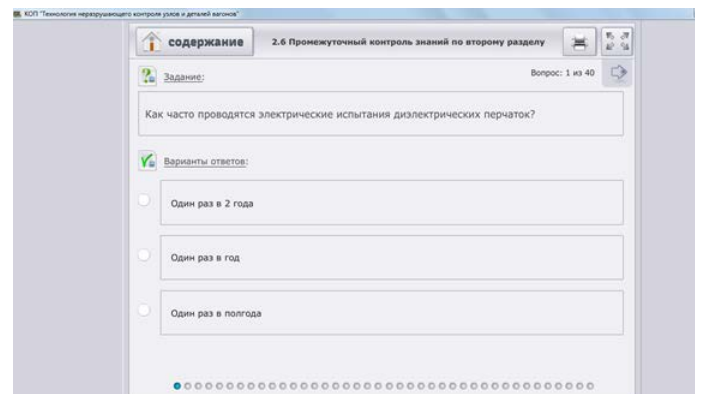 КОП "Технология неразрушающего контроля узлов и деталей вагонов"
содержание
2.6 Промежуточный контроль знаний по второму разделу
Задание:
Вопрос: 1 из 40
Как часто проводятся электрические испытания диэлектрических перчаток?
Варианты ответов:
Один раз в 2 года
Один раз в год
Один раз в полгода